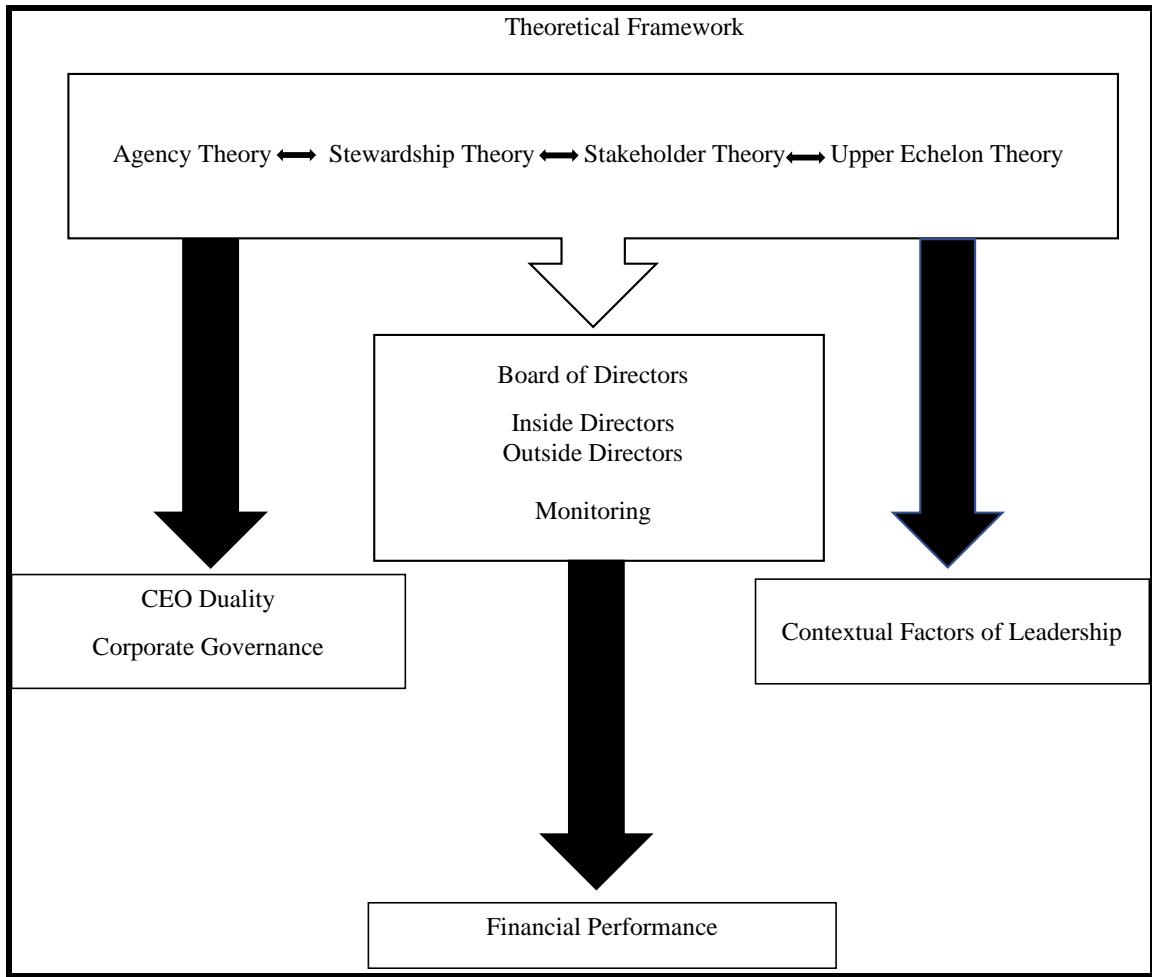 Theoretical Framework
Agency Theory Stewardship Theory Stakeholder Theory Upper Echelon Theory
Board of Directors
Inside Directors
Outside Directors
Monitoring
CEO Duality
Corporate Governance
Contextual Factors of Leadership
Financial Performance